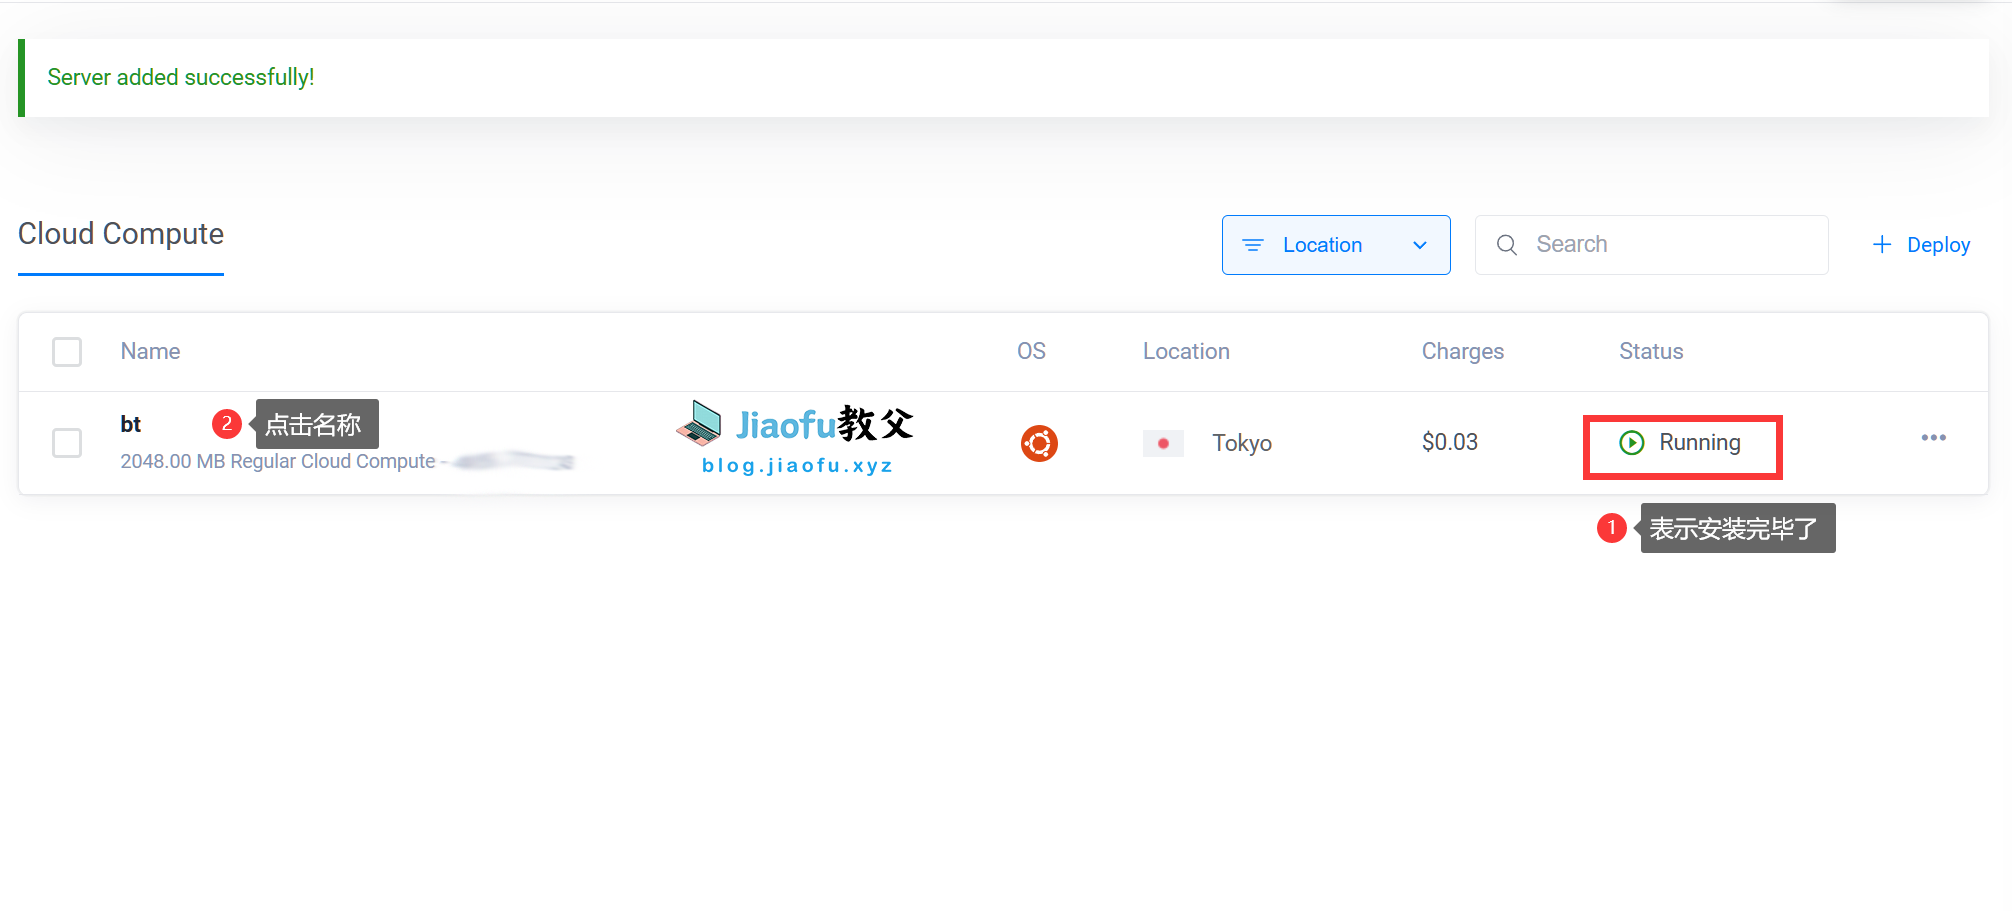 Server added successfully!
Cloud Compute
Location
Search
+ Deploy
Name
OS
Location
Charges
Status
bt
2 点击名称
2048.00 MB Regular Cloud Compute -
Jiaofu教父
blog.jiaofu.xyz
Tokyo
$0.03
Running
1 表示安装完毕了